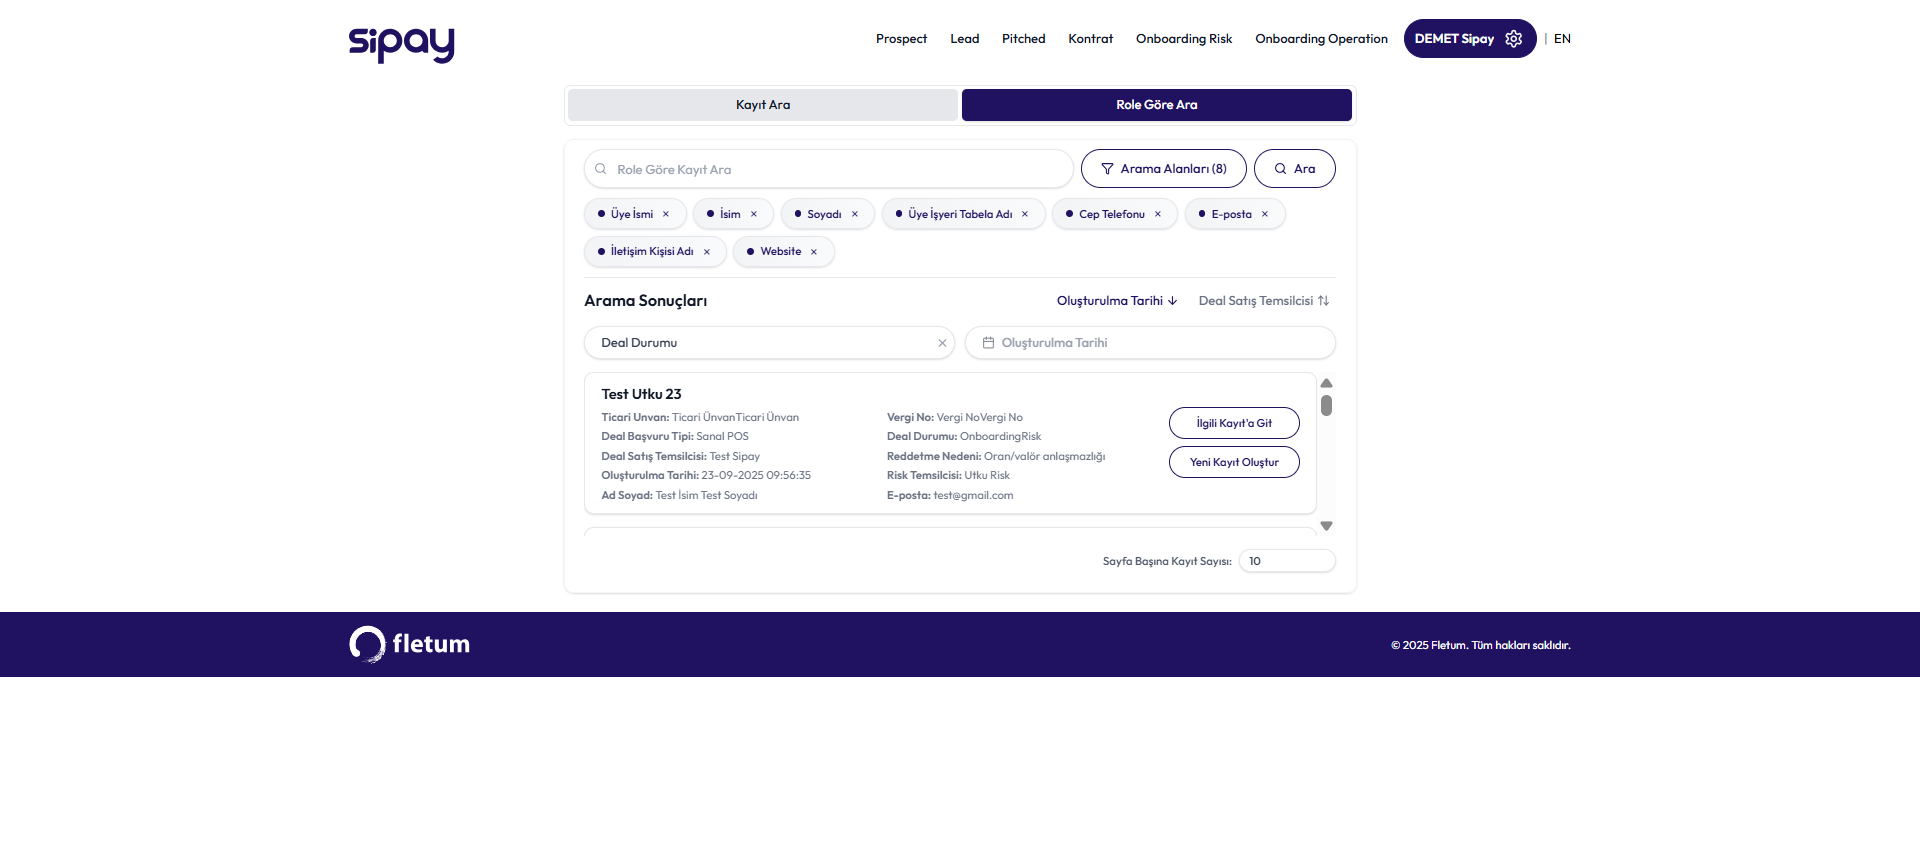 sipay
Prospect Lead Pitched Kontrat Onboarding Risk Onboarding Operation DEMET Sipay | EN
Kayıt Ara Role Göre Ara
Role Göre Kayıt Ara Arama Alanları (8) Ara
Üye İsmi × İsim × Soyadı × Üye İşyeri Tabela Adı × Cep Telefonu × E-posta ×
İletişim Kişisi Adı × Website ×
Arama Sonuçları Oluşturulma Tarihi ↓ Deal Satış Temsilcisi ↑↓
Deal Durumu × Oluşturulma Tarihi
Test Utku 23
Ticari Unvan: Ticari ÜnvanTicari Ünvan Vergi No: Vergi NoVergi No
Deal Başvuru Tipi: Sanal POS Deal Durumu: OnboardingRisk
Deal Satış Temsilcisi: Test Sipay Reddetme Nedeni: Oran/valör anlaşmazlığı
Oluşturulma Tarihi: 23-09-2025 09:56:35 Risk Temsilcisi: Utku Risk
Ad Soyad: Test İsim Test Soyadı E-posta: test@gmail.com
İlgili Kayıt'a Git
Yeni Kayıt Oluştur
Sayfa Başına Kayıt Sayısı: 10
fletum © 2025 Fletum. Tüm hakları saklıdır.